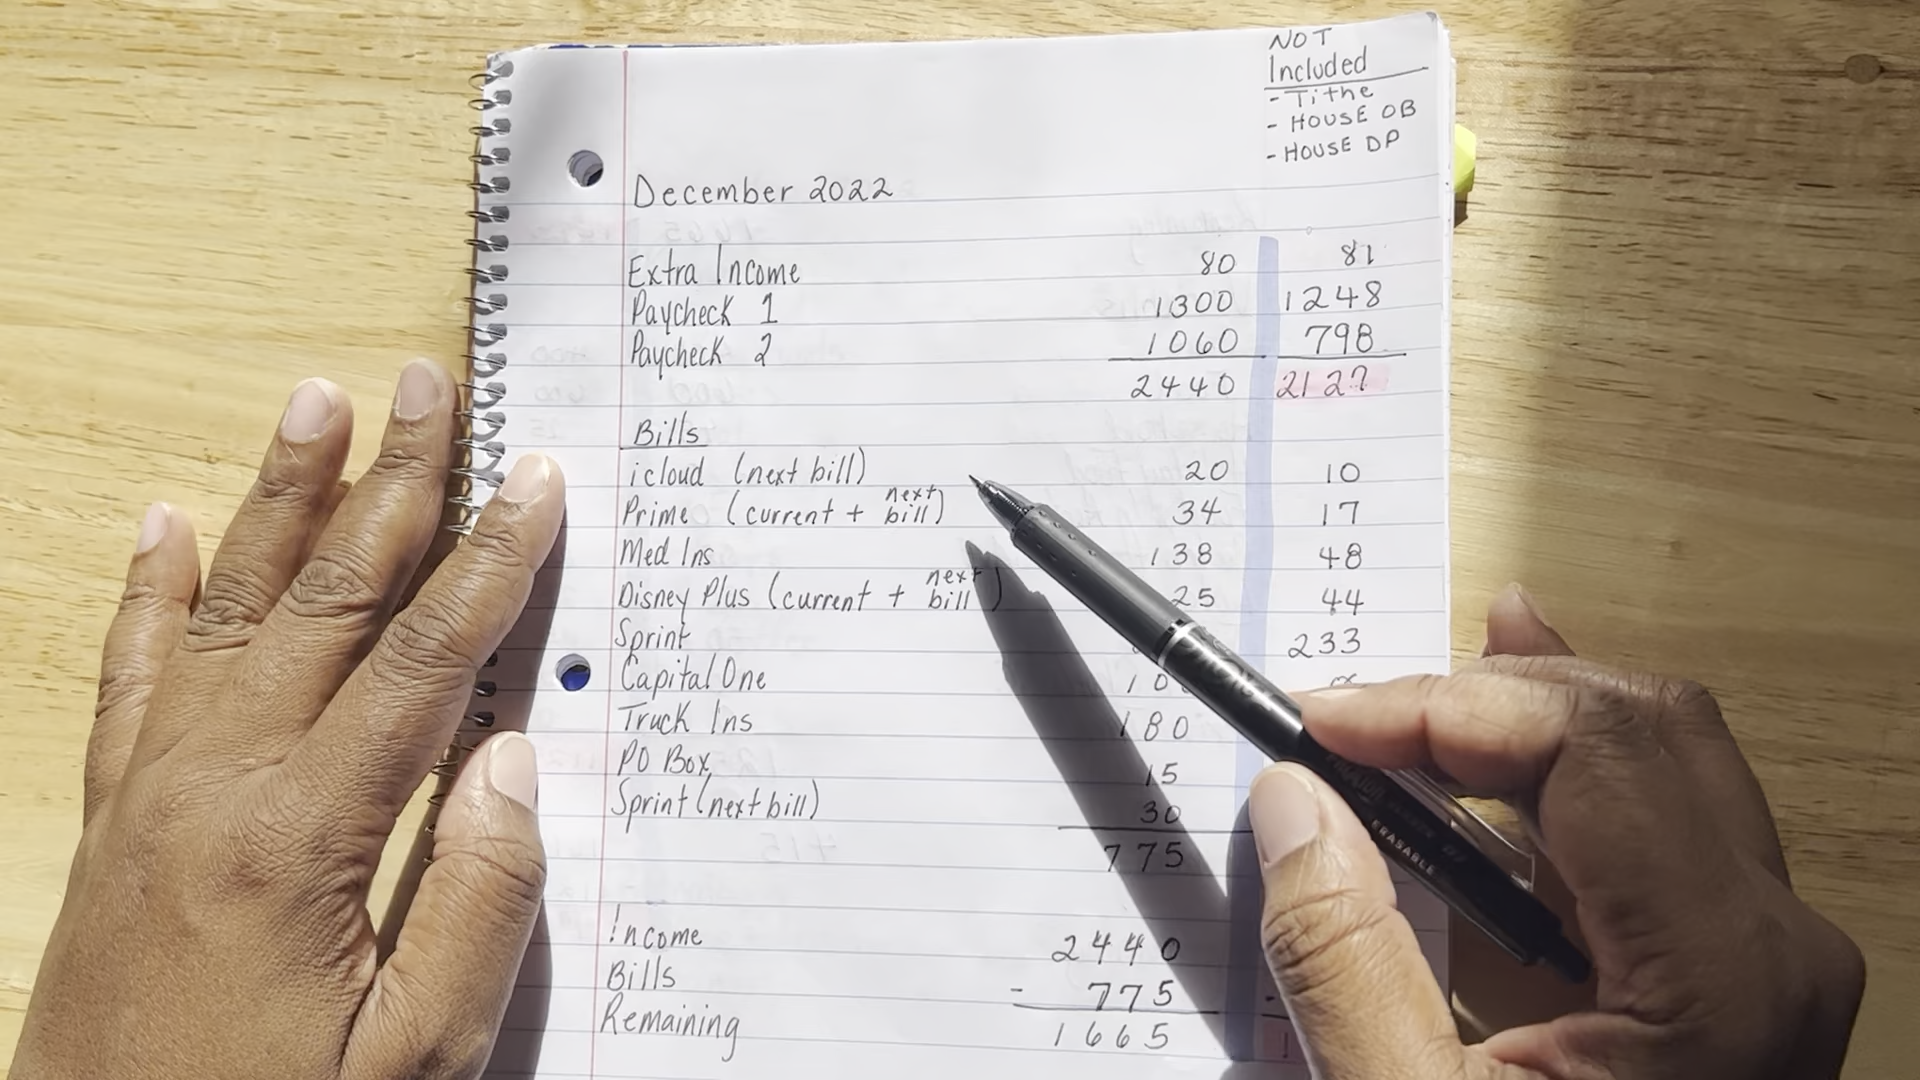 NOT
Included
- Tithe
- HOUSE OB
- HOUSE DP
December 2022
Extra Income 80 81
Paycheck 1 1300 1248
Paycheck 2 1060 798
2440 2127
Bills
icloud (next bill) 20 10
Prime (current + next bill) 34 17
Med Ins 138 48
Disney Plus (current + next bill) 25 44
Sprint 233
Capital One
Truck Ins 180
PO Box 15
Sprint (next bill) 30
775
Income 2440
Bills - 775
Remaining 1665
ERASABLE